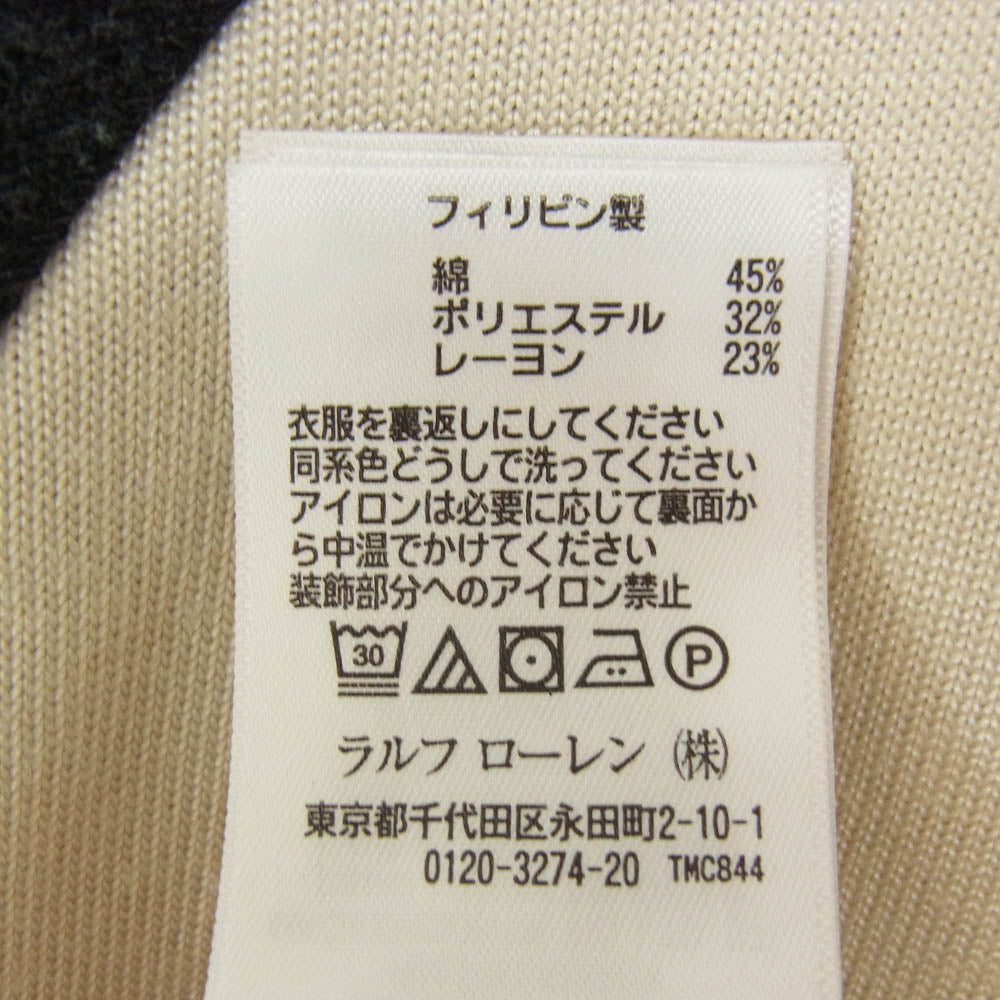 フィリピン製
綿 45%
ポリエステル 32%
レーヨン 23%
衣服を裏返しにしてください
同系色どうしで洗ってください
アイロンは必要に応じて裏面か
ら中温でかけてください
装飾部分へのアイロン禁止
30 P
ラルフ ローレン ㈱
東京都千代田区永田町2-10-1
0120-3274-20 TMC844